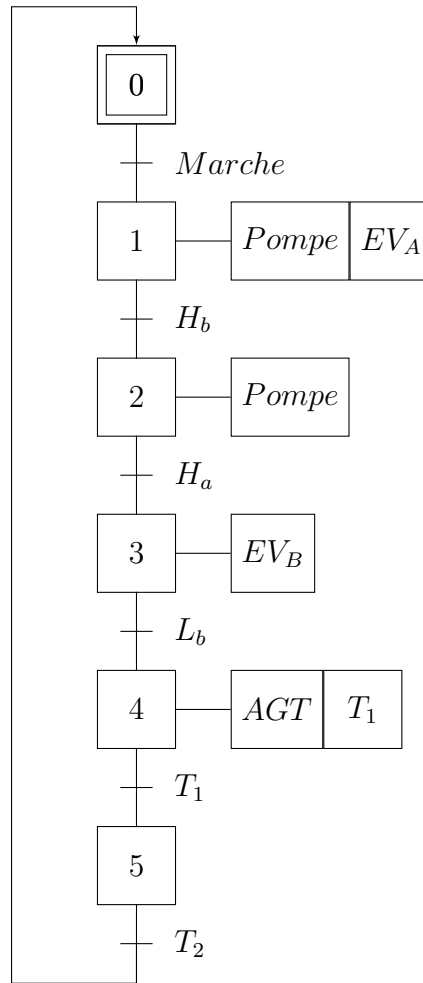 0
Marche
1 Pompe EV_A
H_b
2 Pompe
H_a
3 EV_B
L_b
4 AGT T_1
T_1
5
T_2